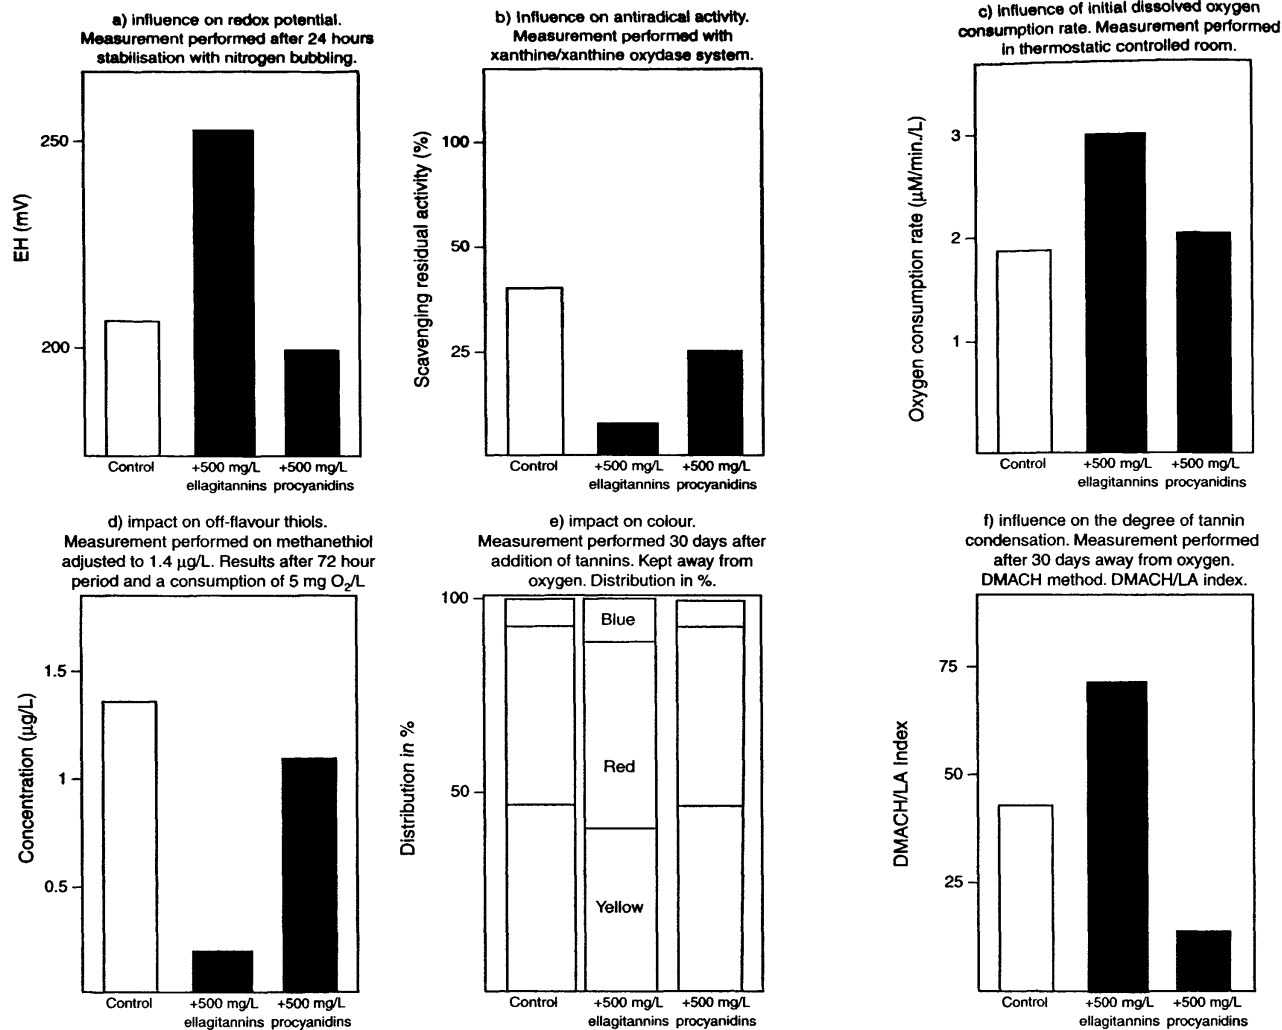 a) influence on redox potential.
Measurement performed after 24 hours
stabilisation with nitrogen bubbling.
250
200
EH (mV)
Control
+500 mg/L
ellagitannins
+500 mg/L
procyanidins
b) Influence on antiradical activity.
Measurement performed with
xanthine/xanthine oxydase system.
100
50
25
Scavenging residual activity (%)
Control
+500 mg/L
ellagitannins
+500 mg/L
procyanidins
c) influence of initial dissolved oxygen
consumption rate. Measurement performed
in thermostatic controlled room.
3
2
1
Oxygen consumption rate (μM/min./L)
Control
+500 mg/L
ellagitannins
+500 mg/L
procyanidins
d) impact on off-flavour thiols.
Measurement performed on methanethiol
adjusted to 1.4 μg/L. Results after 72 hour
period and a consumption of 5 mg O2/L
1.5
1
0.5
Concentration (μg/L)
Control
+500 mg/L
ellagitannins
+500 mg/L
procyanidins
e) impact on colour.
Measurement performed 30 days after
addition of tannins. Kept away from
oxygen. Distribution in %.
100
50
Distribution in %
Blue
Red
Yellow
Control
+500 mg/L
ellagitannins
+500 mg/L
procyanidins
f) influence on the degree of tannin
condensation. Measurement performed
after 30 days away from oxygen.
DMACH method. DMACH/LA index.
75
50
25
DMACH/LA Index
Control
+500 mg/L
ellagitannins
+500 mg/L
procyanidins